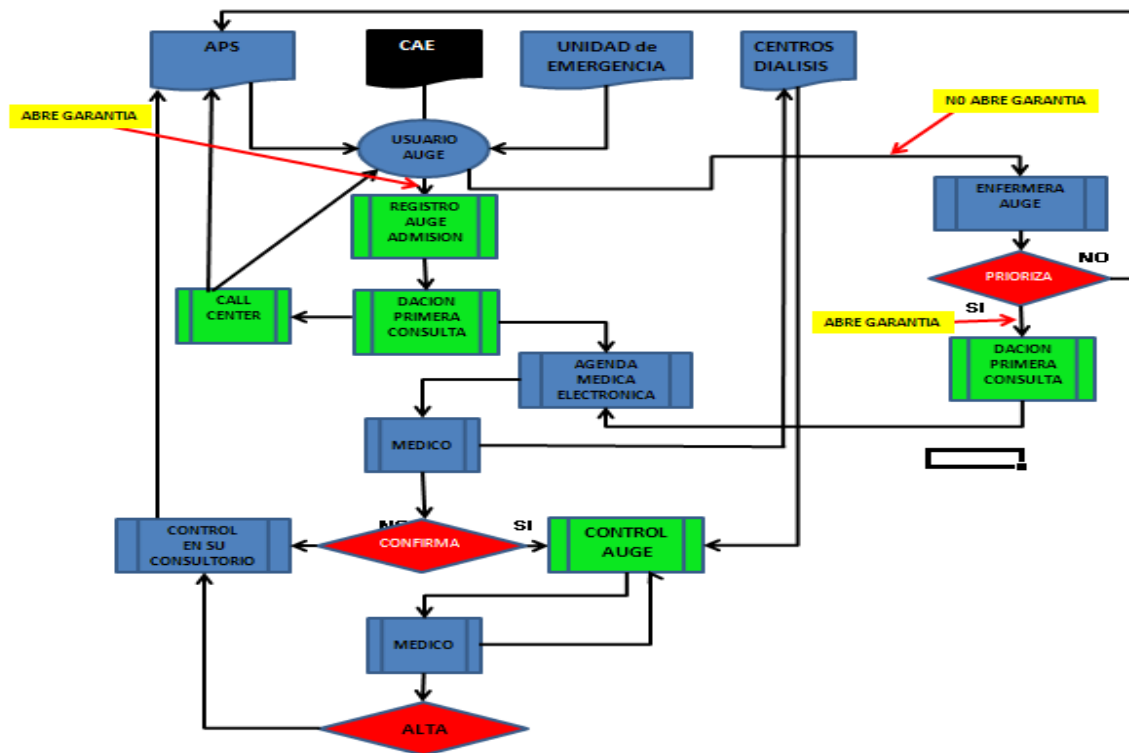 APS
CAE
UNIDAD de
EMERGENCIA
CENTROS
DIALISIS
ABRE GARANTIA
N0 ABRE GARANTIA
USUARIO
AUGE
ENFERMERA
AUGE
REGISTRO
AUGE
ADMISION
PRIORIZA
NO
SI
CALL
CENTER
DACION
PRIMERA
CONSULTA
ABRE GARANTIA
DACION
PRIMERA
CONSULTA
AGENDA
MEDICA
ELECTRONICA
MEDICO
NO
SI
CONTROL
EN SU
CONSULTORIO
CONFIRMA
CONTROL
AUGE
MEDICO
ALTA